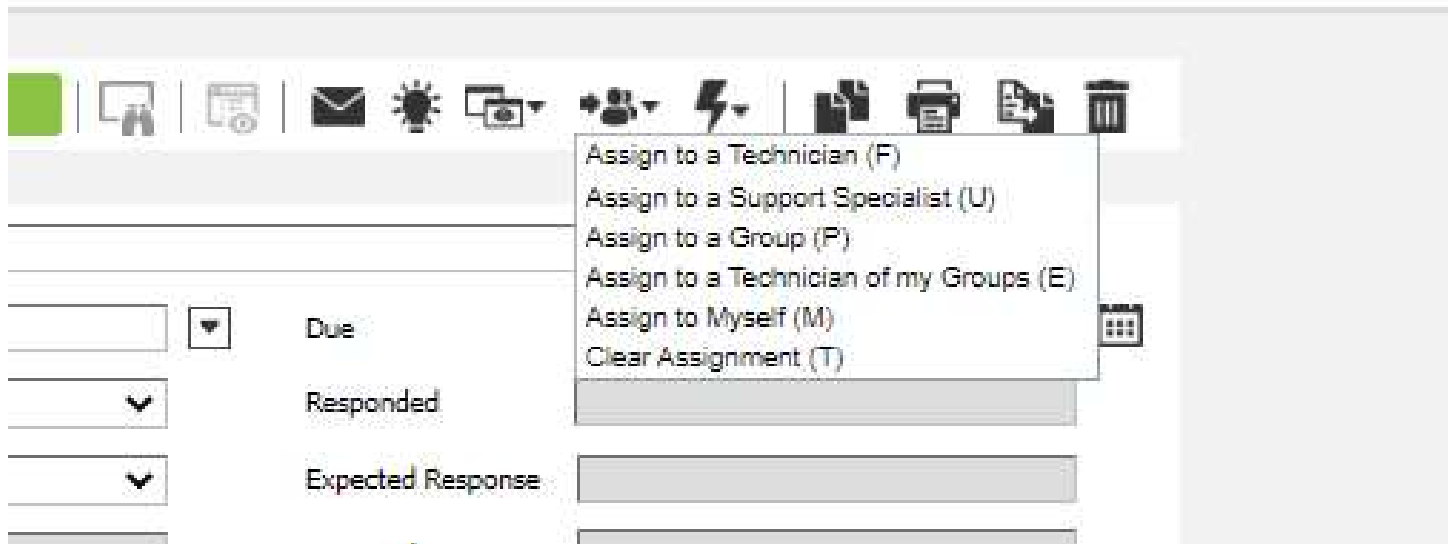 Assign to a Technician (F)
Assign to a Support Specialist (U)
Assign to a Group (P)
Assign to a Technician of my Groups (E)
Assign to Myself (M)
Clear Assignment (T)
Due
Responded
Expected Response